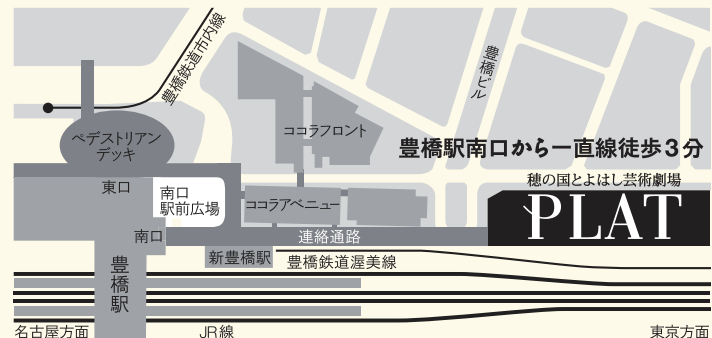 豊橋鉄道市内線
豊橋ビル
ココラフロント
ペデストリアン
デッキ
豊橋駅南口から一直線徒歩3分
穂の国とよはし芸術劇場
PLAT
東口
南口
駅前広場
ココラアベニュー
南口
連絡通路
新豊橋駅
豊橋鉄道渥美線
豊橋駅
名古屋方面
JR線
東京方面